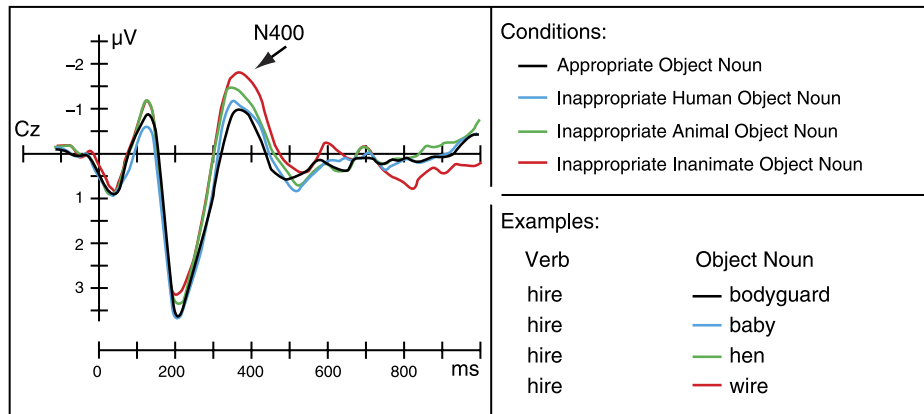 µV
N400
–2
–1
Cz
1
2
3
0 200 400 600 800 ms
Conditions:
Appropriate Object Noun
Inappropriate Human Object Noun
Inappropriate Animal Object Noun
Inappropriate Inanimate Object Noun
Examples:
Verb Object Noun
hire bodyguard
hire baby
hire hen
hire wire